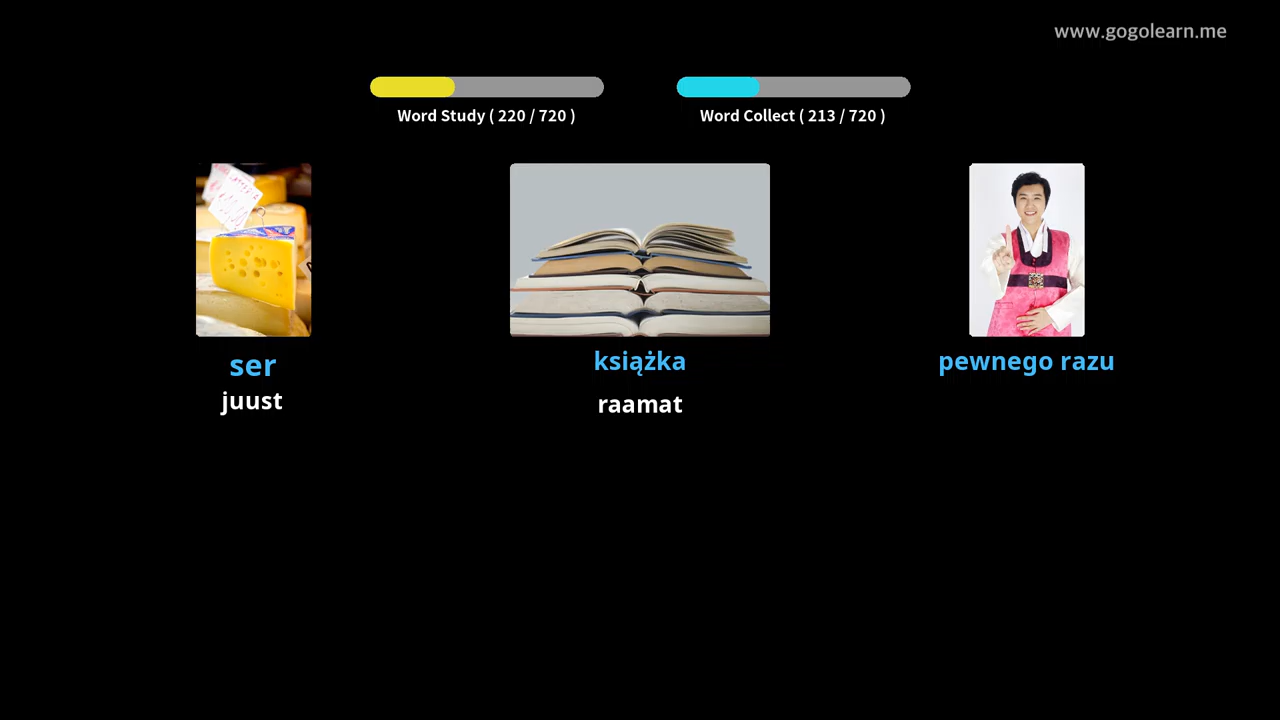 www.gogolearn.me
Word Study ( 220 / 720 )
Word Collect ( 213 / 720 )
ser
juust
książka
raamat
pewnego razu